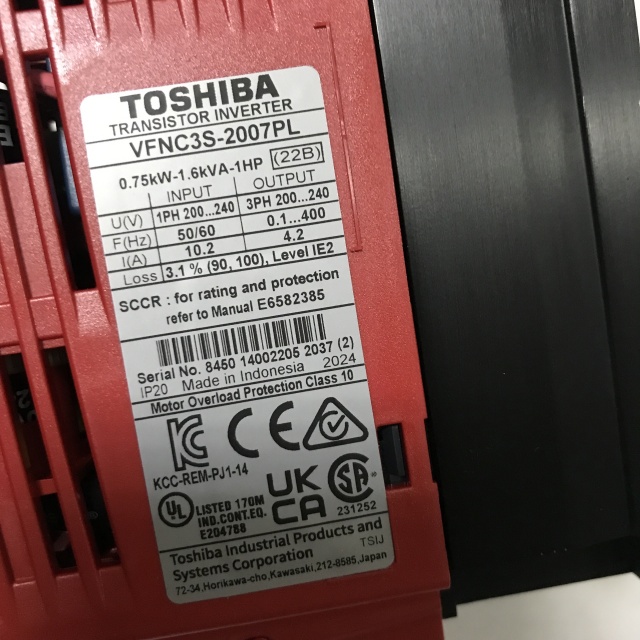 TOSHIBA
TRANSISTOR INVERTER
VFNC3S-2007PL
0.75kW-1.6kVA-1HP (22B)
INPUT OUTPUT
U(V) 1PH 200...240 3PH 200...240
F(Hz) 50/60 0.1...400
I(A) 10.2 4.2
Loss 3.1 % (90, 100), Level IE2
SCCR : for rating and protection
refer to Manual E6582385
Serial No. 8450 14002205 2037 (2)
IP20 Made in Indonesia 2024
Motor Overload Protection Class 10
KC CE
KCC-REM-PJ1-14
UL LISTED 170M UK CA SA
IND.CONT.EQ. 231252
E204788
Toshiba Industrial Products and
Systems Corporation TSIJ
72-34,Horikawa-cho,Kawasaki,212-8585,Japan